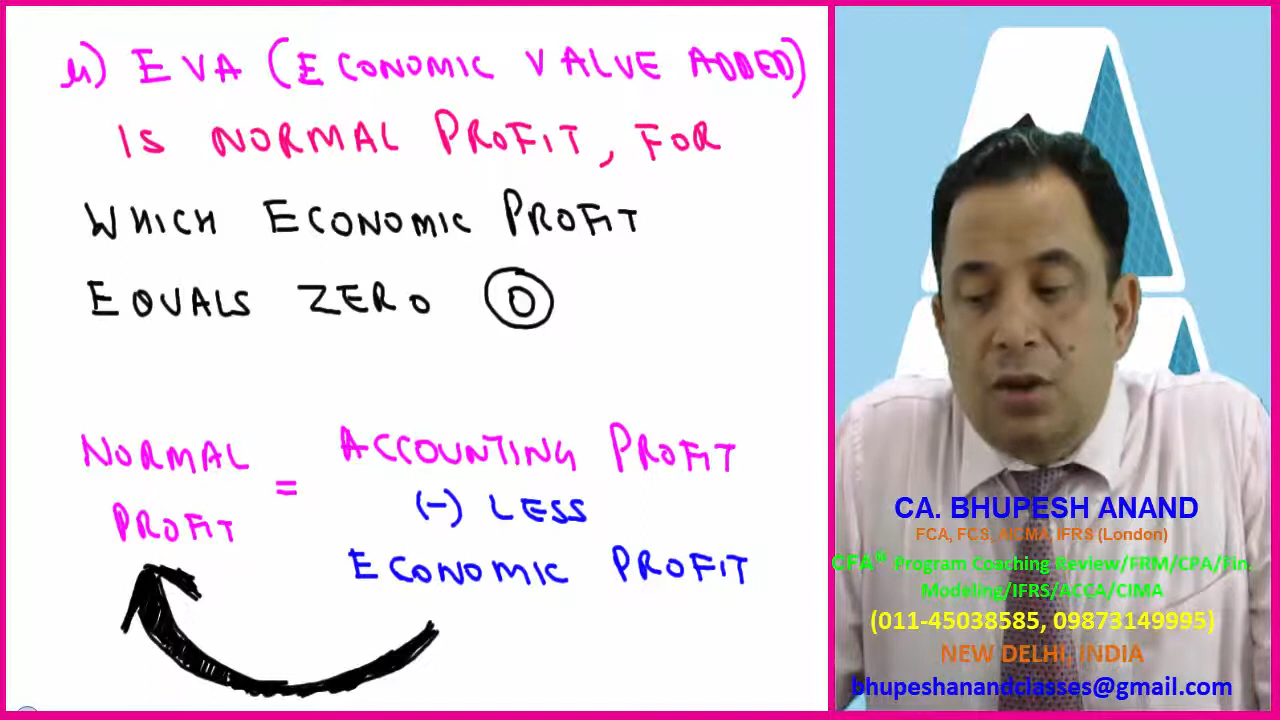 μ) EVA (ECONOMIC VALUE ADDED)
IS NORMAL PROFIT, FOR
WHICH ECONOMIC PROFIT
EQUALS ZERO 0
NORMAL PROFIT = ACCOUNTING PROFIT
(-) LESS
ECONOMIC PROFIT
CA. BHUPESH ANAND
FCA, FCS, AICMA, IFRS (London)
CFA® Program Coaching Review/FRM/CPA/Fin.
Modeling/IFRS/ACCA/CIMA
(011-45038585, 09873149995)
NEW DELHI, INDIA
bhupeshanandclasses@gmail.com